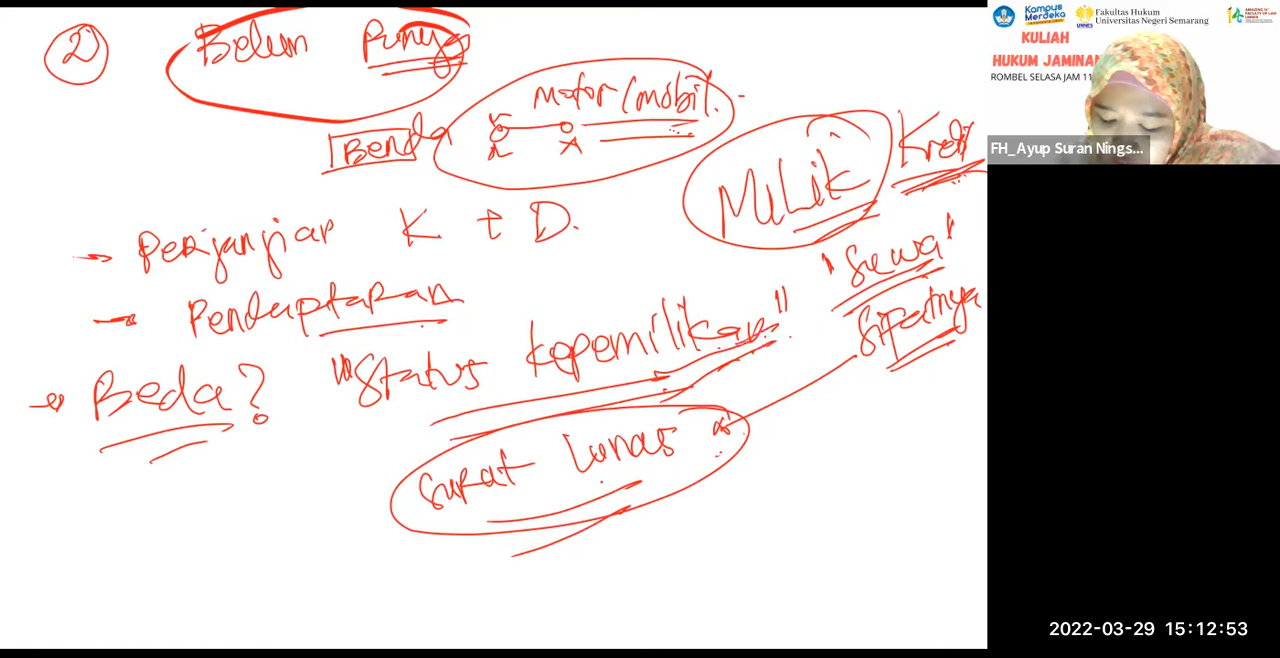 2
Belum Punya
Motor/mobil.
Benda
Milik
Kredit
→ Perjanjian K + D.
"Sewa"
→ Pendaptaran
Sifatnya
→ Beda? "Status kepemilikan"
Surat Lunas
Kampus
Merdeka
UNNES
Fakultas Hukum
Universitas Negeri Semarang
KULIAH
HUKUM JAMINAN
ROMBEL SELASA JAM 11
FH_Ayup Suran Nings...
2022-03-29 15:12:53